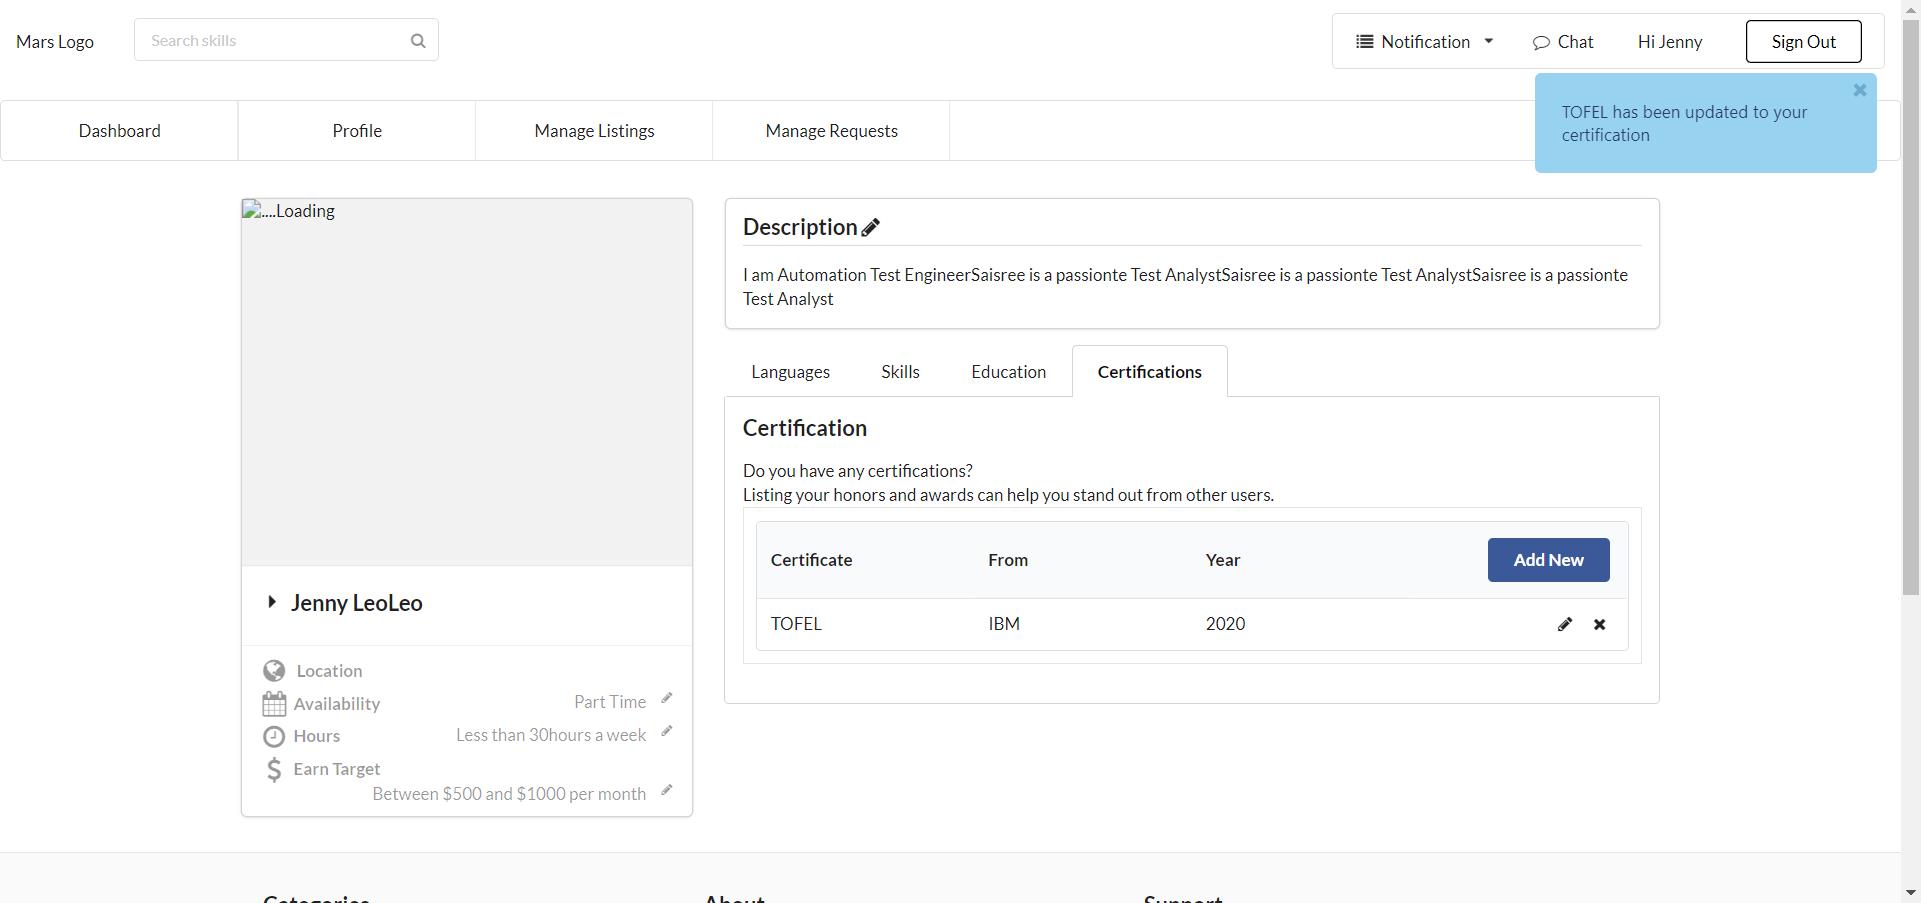 Mars Logo
Search skills
Notification
Chat
Hi Jenny
Sign Out
TOFEL has been updated to your
certification
Dashboard
Profile
Manage Listings
Manage Requests
....Loading
Jenny LeoLeo
Location
Availability
Part Time
Hours
Less than 30hours a week
Earn Target
Between $500 and $1000 per month
Description
I am Automation Test EngineerSaisree is a passionte Test AnalystSaisree is a passionte Test AnalystSaisree is a passionte
Test Analyst
Languages
Skills
Education
Certifications
Certification
Do you have any certifications?
Listing your honors and awards can help you stand out from other users.
Certificate
From
Year
Add New
TOFEL
IBM
2020
Categories
About
Support